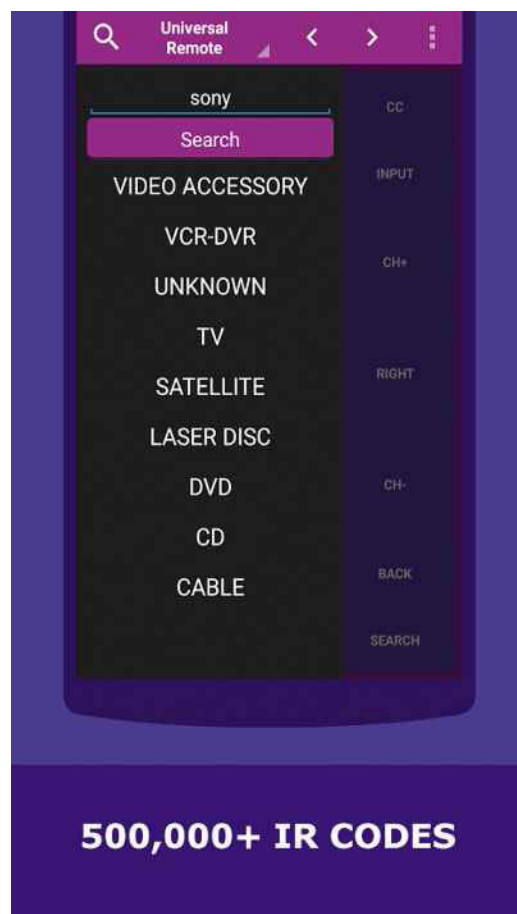 Universal
Remote
sony
Search
VIDEO ACCESSORY
VCR-DVR
UNKNOWN
TV
SATELLITE
LASER DISC
DVD
CD
CABLE
CC
INPUT
CH+
RIGHT
CH-
BACK
SEARCH
500,000+ IR CODES